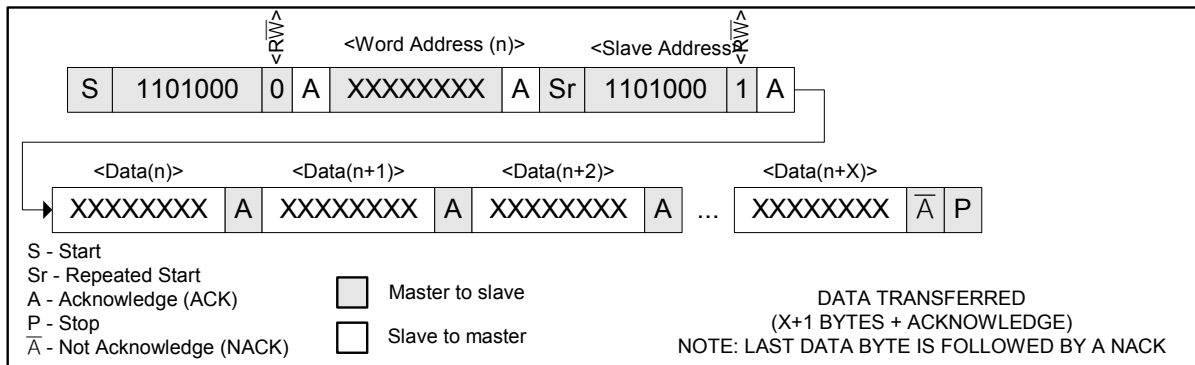 <RW̅>
<Word Address (n)>
<Slave Address>
<RW̅>
S 1101000 0 A XXXXXXXX A Sr 1101000 1 A
<Data(n)> <Data(n+1)> <Data(n+2)> <Data(n+X)>
XXXXXXXX A XXXXXXXX A XXXXXXXX A ... XXXXXXXX A̅ P
S - Start
Sr - Repeated Start
A - Acknowledge (ACK)
P - Stop
A̅ - Not Acknowledge (NACK)
Master to slave
Slave to master
DATA TRANSFERRED
(X+1 BYTES + ACKNOWLEDGE)
NOTE: LAST DATA BYTE IS FOLLOWED BY A NACK